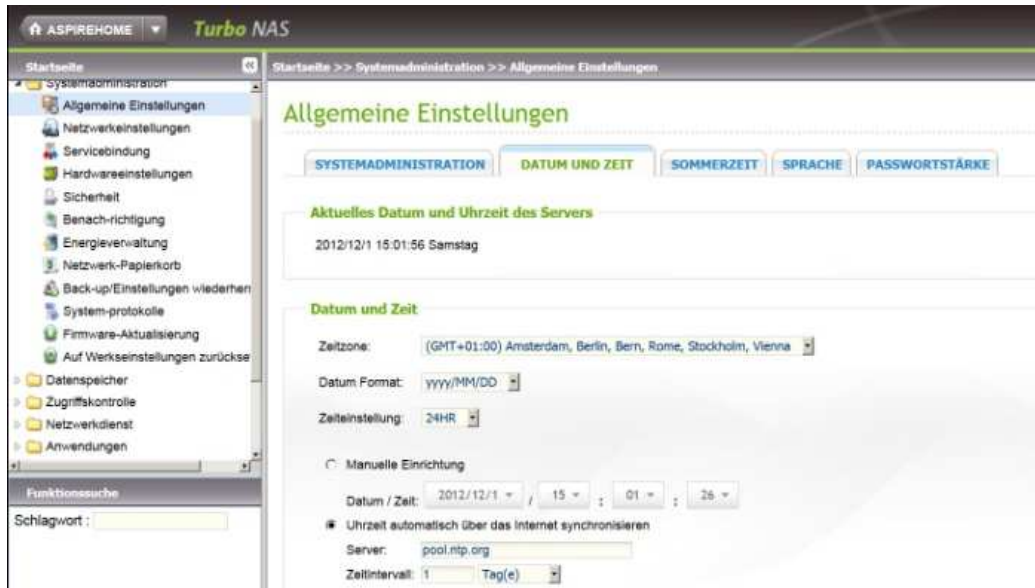 ASPIREHOME
Turbo NAS
Startseite
Startseite >> Systemadministration >> Allgemeine Einstellungen
Systemadministration
Allgemeine Einstellungen
Netzwerkeinstellungen
Servicebindung
Hardwareeinstellungen
Sicherheit
Benach-richtigung
Energieverwaltung
Netzwerk-Papierkorb
Back-up/Einstellungen wiederhers
System-protokolle
Firmware-Aktualisierung
Auf Werkseinstellungen zurückse
Datenspeicher
Zugriffskontrolle
Netzwerkdienst
Anwendungen
Funktionssuche
Schlagwort :
Allgemeine Einstellungen
SYSTEMADMINISTRATION DATUM UND ZEIT SOMMERZEIT SPRACHE PASSWORTSTÄRKE
Aktuelles Datum und Uhrzeit des Servers
2012/12/1 15:01:56 Samstag
Datum und Zeit
Zeitzone: (GMT+01:00) Amsterdam, Berlin, Bern, Rome, Stockholm, Vienna
Datum Format: yyyy/MM/DD
Zeiteinstellung: 24HR
Manuelle Einrichtung
Datum / Zeit: 2012/12/1 / 15 : 01 : 26
Uhrzeit automatisch über das Internet synchronisieren
Server: pool.ntp.org
Zeitintervall: 1 Tag(e)